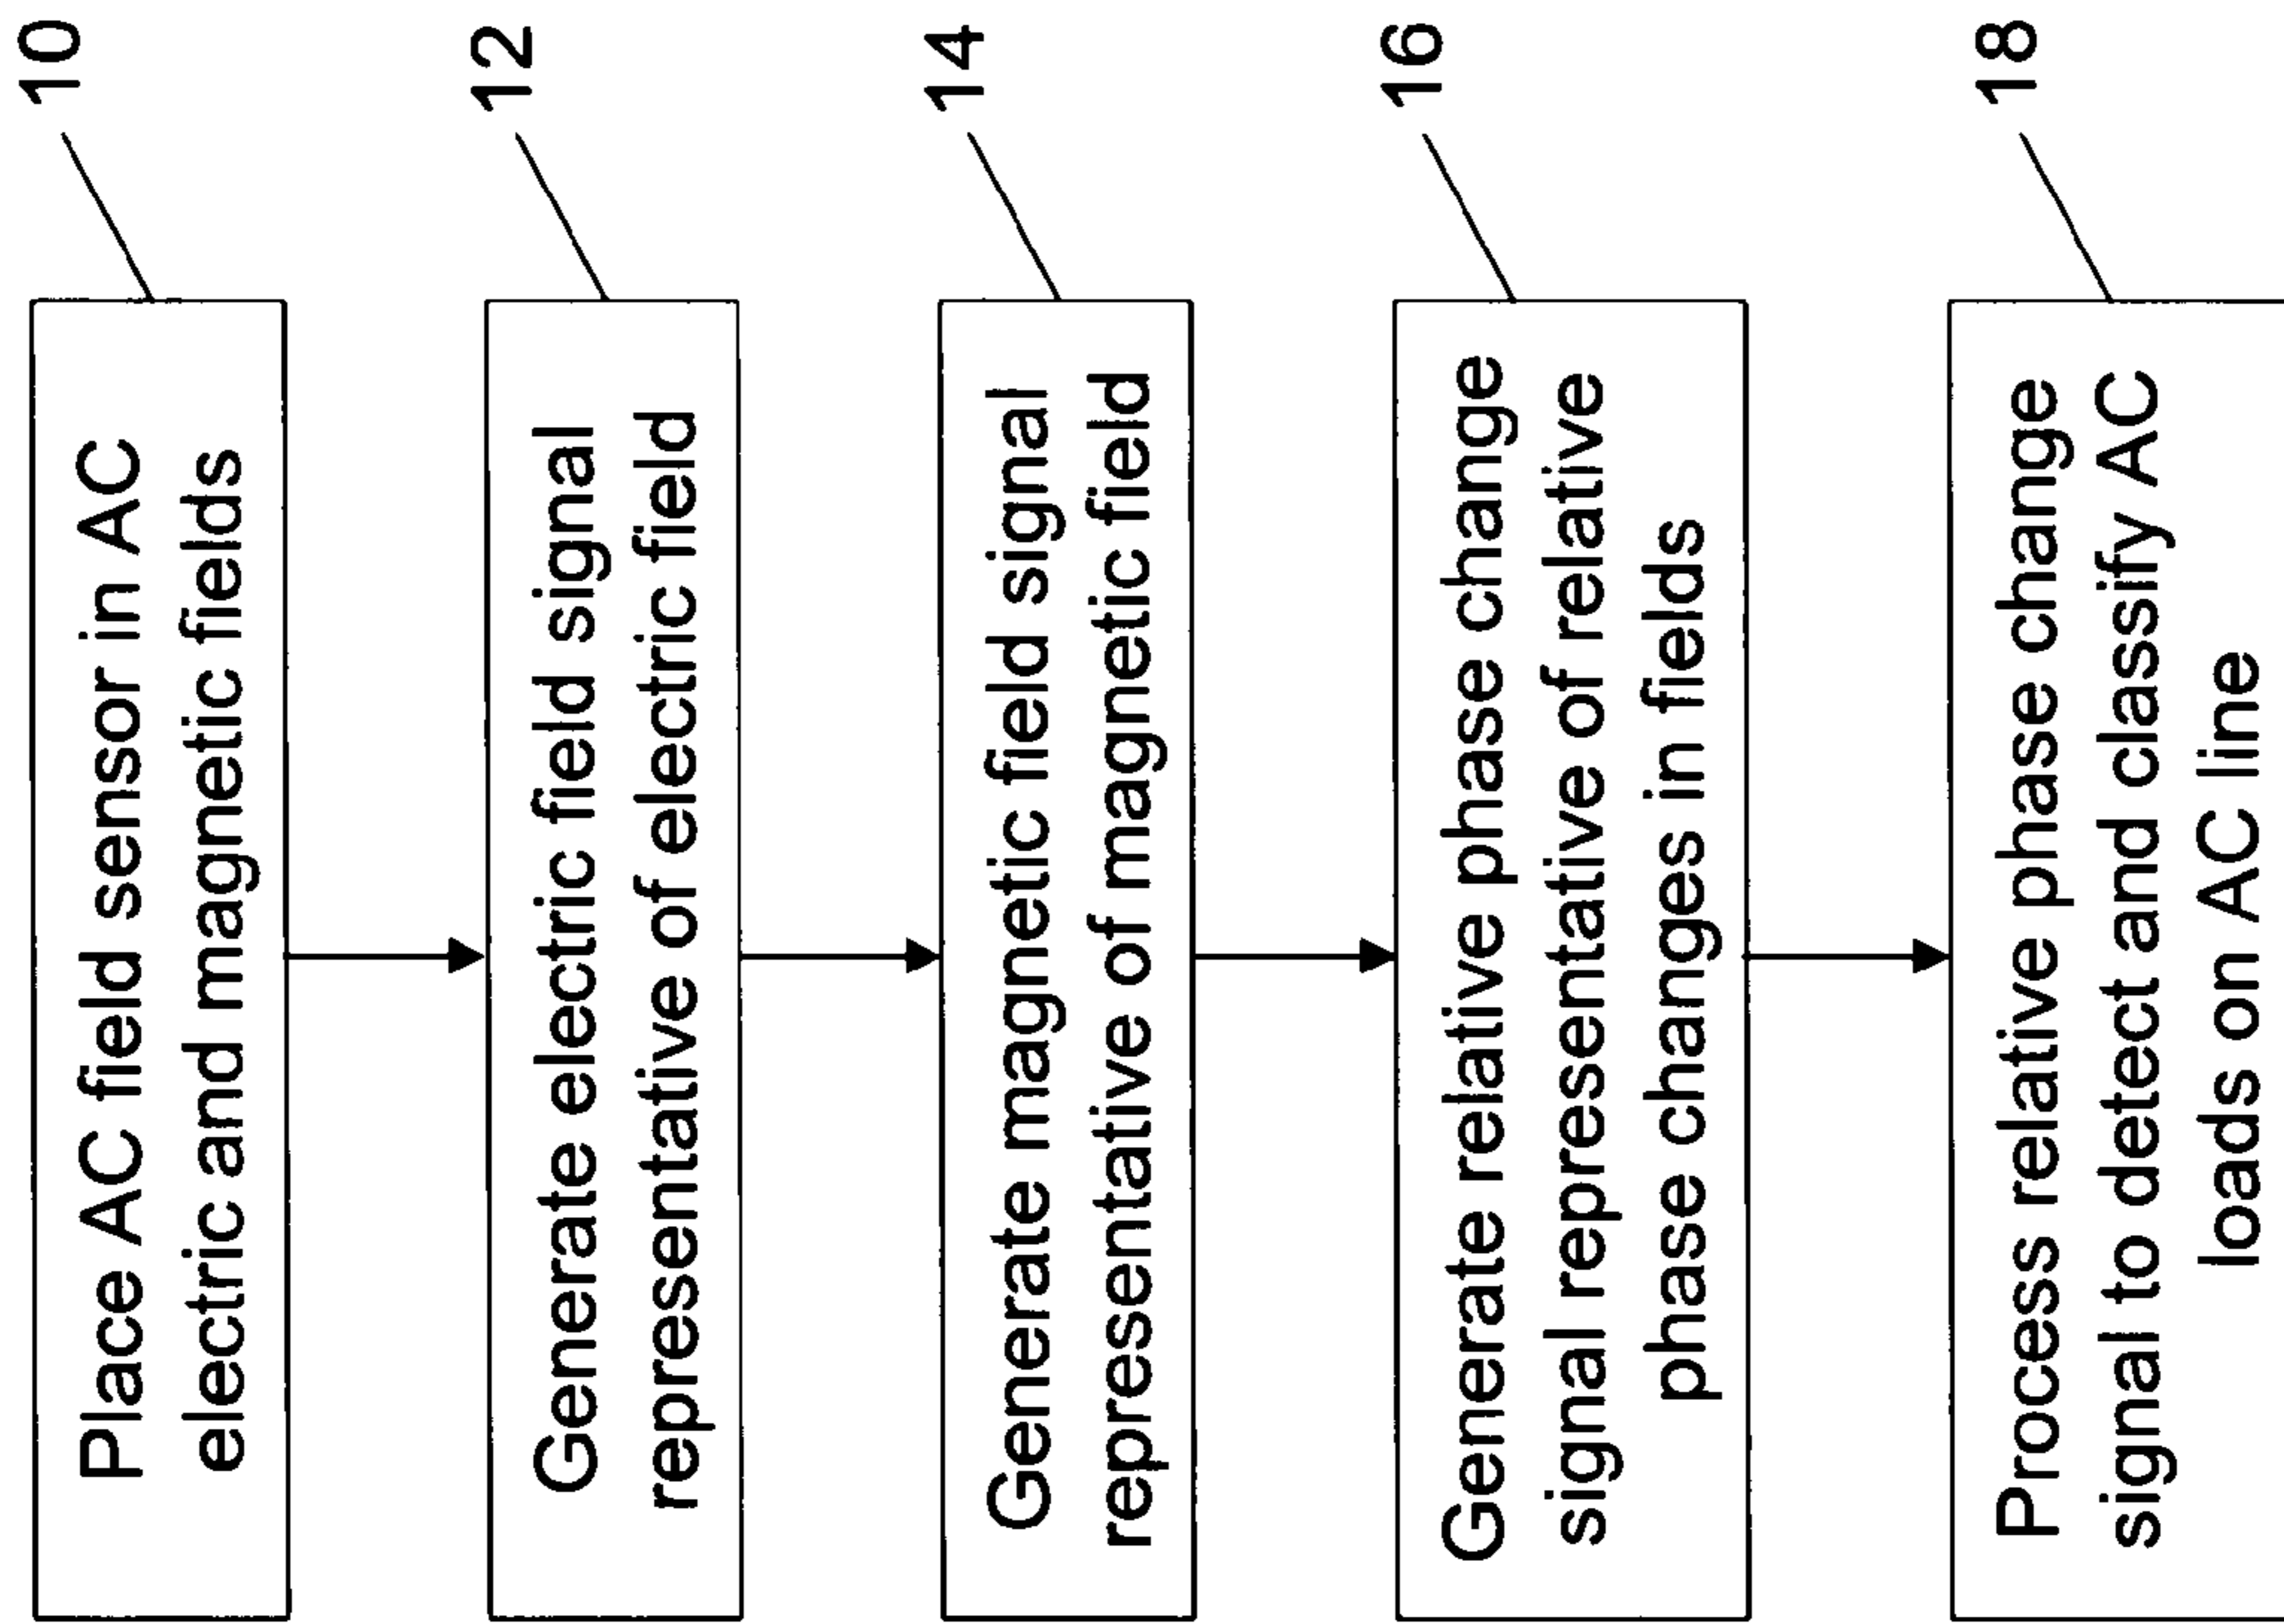 10
Place AC field sensor in AC
electric and magnetic fields
12
Generate electric field signal
representative of electric field
14
Generate magnetic field signal
representative of magnetic field
16
Generate relative phase change
signal representative of relative
phase changes in fields
18
Process relative phase change
signal to detect and classify AC
loads on AC line